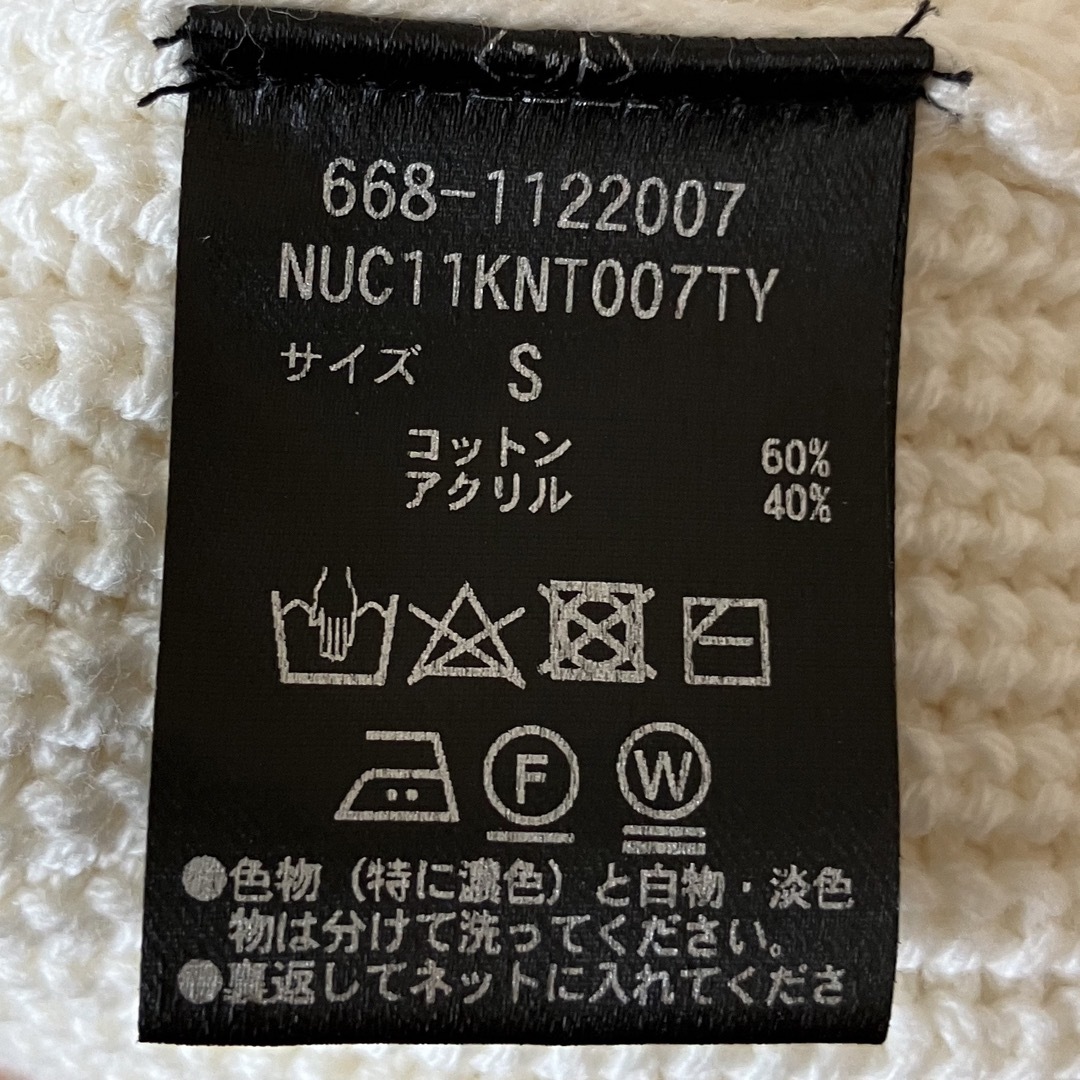 668-1122007
NUC11KNT007TY
サイズ S
コットン 60%
アクリル 40%
F W
●色物（特に濃色）と白物・淡色
物は分けて洗ってください。
●裏返してネットに入れてくださ